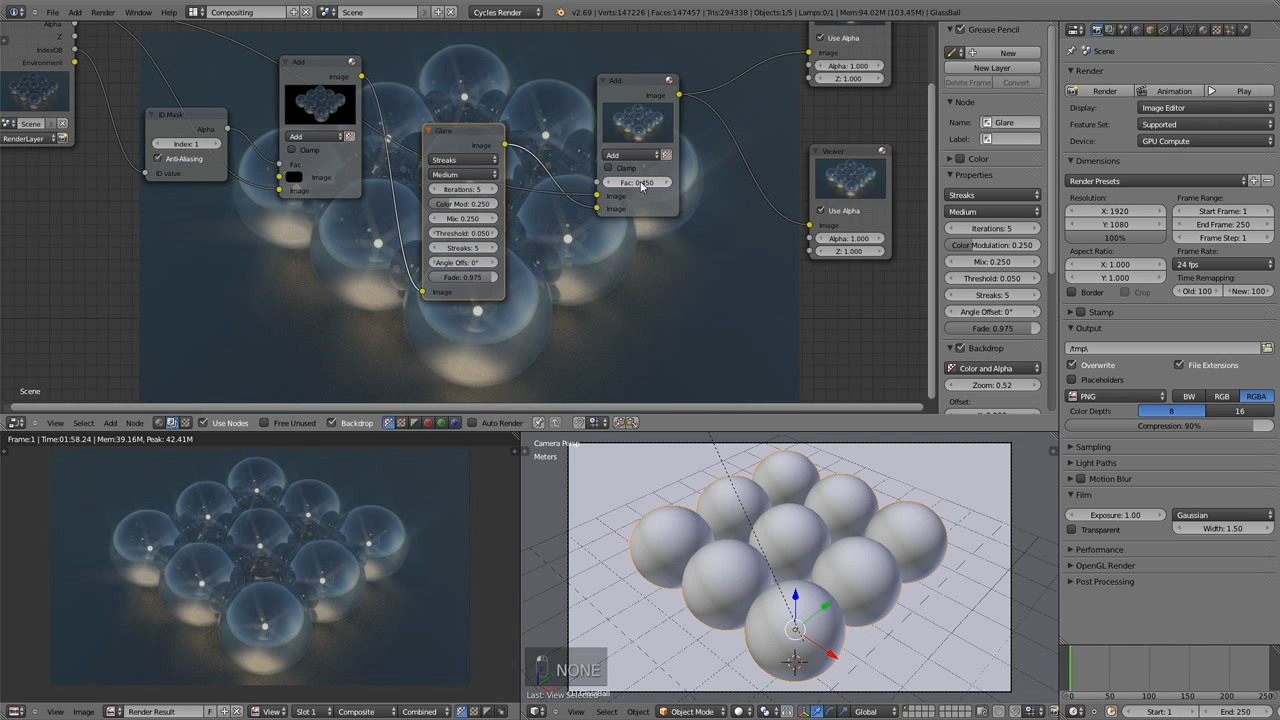 File Add Render Window Help
Compositing
Scene
Cycles Render
v2.69 | Verts:147226 | Faces:147457 | Tris:294338 | Objects:1/5 | Lamps:0/1 | Mem:94.02M (103.45M) | GlassBall
Alpha
Z
IndexOB
Environment
Scene
RenderLayer
ID Mask
Alpha
Index: 1
Anti-Aliasing
ID value
Add
Image
Add
Clamp
Fac
Image
Image
Glare
Image
Streaks
Medium
Iterations: 5
Color Mod: 0.250
Mix: 0.250
Threshold: 0.050
Streaks: 5
Angle Offs: 0°
Fade: 0.975
Image
Add
Image
Add
Clamp
Image
Image
Use Alpha
Image
Alpha: 1.000
Z: 1.000
Viewer
Use Alpha
Image
Alpha: 1.000
Z: 1.000
Scene
Grease Pencil
New
New Layer
Delete Frame Convert
Node
Name: Glare
Label:
Color
Properties
Streaks
Medium
Iterations: 5
Color Modulation: 0.250
Mix: 0.250
Threshold: 0.050
Streaks: 5
Angle Offset: 0°
Fade: 0.975
Backdrop
Color and Alpha
Zoom: 0.52
Offset:
View Select Add Node
Use Nodes
Free Unused
Backdrop
Auto Render
Scene
Render
Render Animation Play
Display: Image Editor
Feature Set: Supported
Device: GPU Compute
Dimensions
Render Presets
Resolution: Frame Range:
X: 1920 Start Frame: 1
Y: 1080 End Frame: 250
100% Frame Step: 1
Aspect Ratio: Frame Rate:
X: 1.000 24 fps
Y: 1.000 Time Remapping:
Border Crop Old: 100 New: 100
Stamp
Output
/tmp\
Overwrite File Extensions
Placeholders
PNG BW RGB RGBA
Color Depth: 8 16
Compression: 90%
Sampling
Light Paths
Motion Blur
Film
Exposure: 1.00 Gaussian
Transparent Width: 1.50
Performance
OpenGL Render
Post Processing
Frame:1 | Time:01:58.24 | Mem:39.16M, Peak: 42.41M
View Image
Render Result
F
View
Slot 1
Composite
Combined
Camera Persp
Meters
NONE
Last: View Selected
View Select Object
Object Mode
Global
0 50 100 150 200 250
Start: 1
End: 250